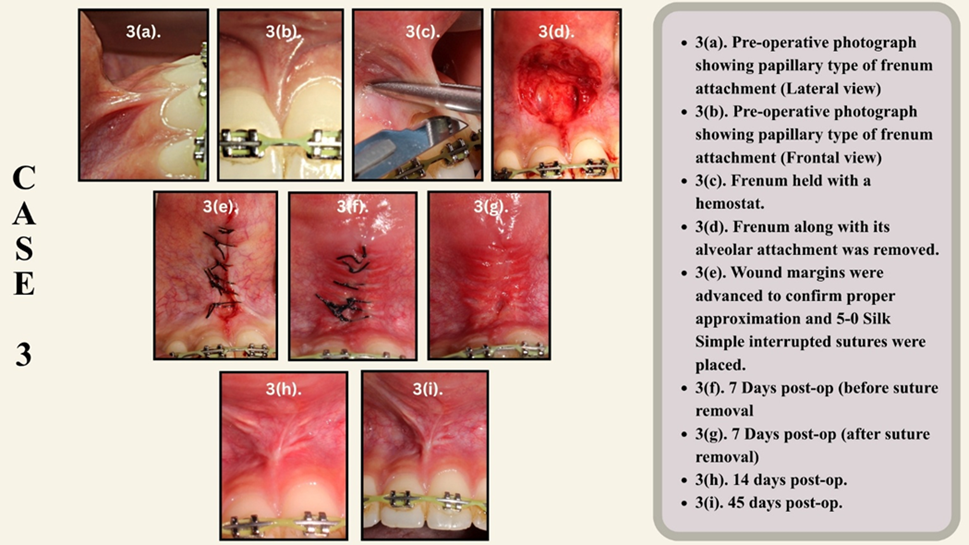 CASE 3
3(a).
3(b).
3(c).
3(d).
3(e).
3(f).
3(g).
3(h).
3(i).
• 3(a). Pre-operative photograph
showing papillary type of frenum
attachment (Lateral view)
• 3(b). Pre-operative photograph
showing papillary type of frenum
attachment (Frontal view)
• 3(c). Frenum held with a
hemostat.
• 3(d). Frenum along with its
alveolar attachment was removed.
• 3(e). Wound margins were
advanced to confirm proper
approximation and 5-0 Silk
Simple interrupted sutures were
placed.
• 3(f). 7 Days post-op (before suture
removal
• 3(g). 7 Days post-op (after suture
removal)
• 3(h). 14 days post-op.
• 3(i). 45 days post-op.